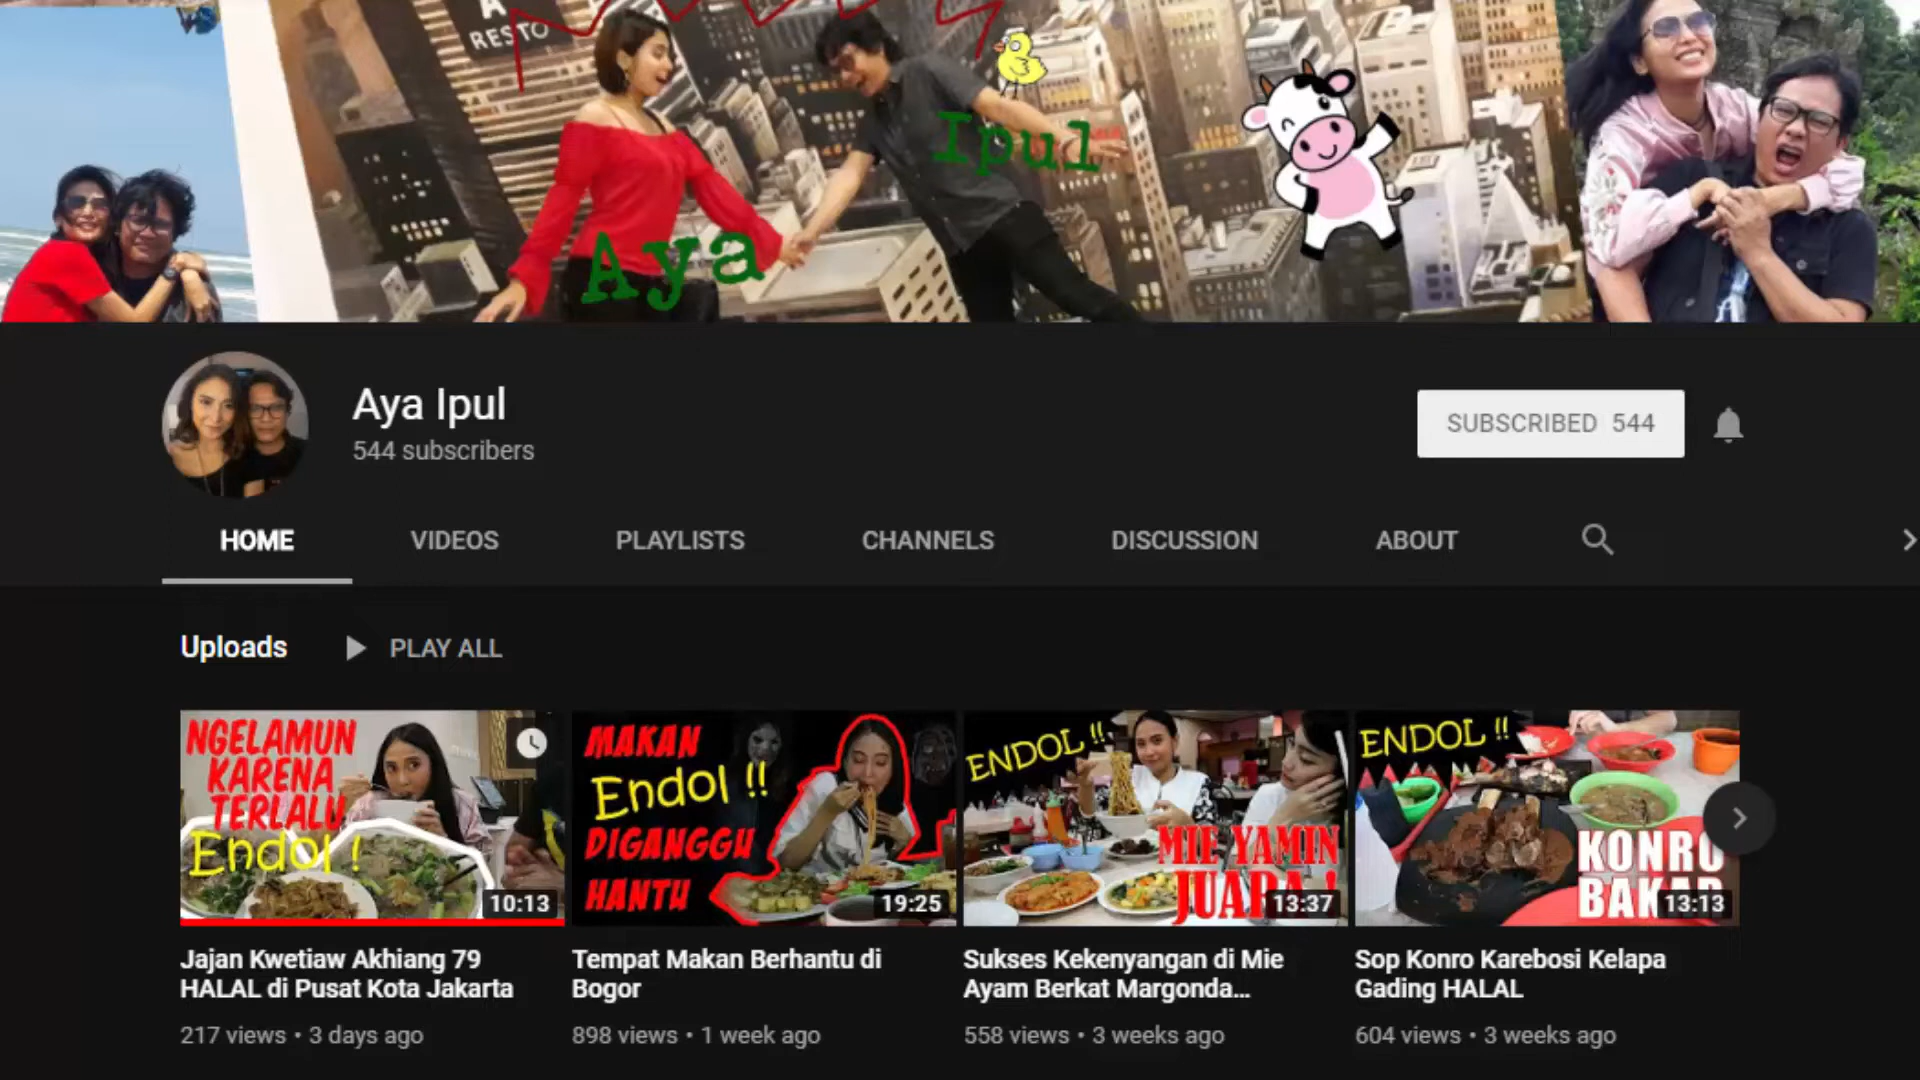 RESTO
Aya
Ipul
Aya Ipul
544 subscribers
SUBSCRIBED 544
HOME VIDEOS PLAYLISTS CHANNELS DISCUSSION ABOUT
Uploads PLAY ALL
NGELAMUN
KARENA
TERLALU
Endol !
10:13
MAKAN
Endol !!
DIGANGGU
HANTU
19:25
ENDOL !!
MIE YAMIN
JUARA !
13:37
ENDOL !!
KONRO
BAKAR
13:13
Jajan Kwetiaw Akhiang 79
HALAL di Pusat Kota Jakarta
217 views • 3 days ago
Tempat Makan Berhantu di
Bogor
898 views • 1 week ago
Sukses Kekenyangan di Mie
Ayam Berkat Margonda...
558 views • 3 weeks ago
Sop Konro Karebosi Kelapa
Gading HALAL
604 views • 3 weeks ago